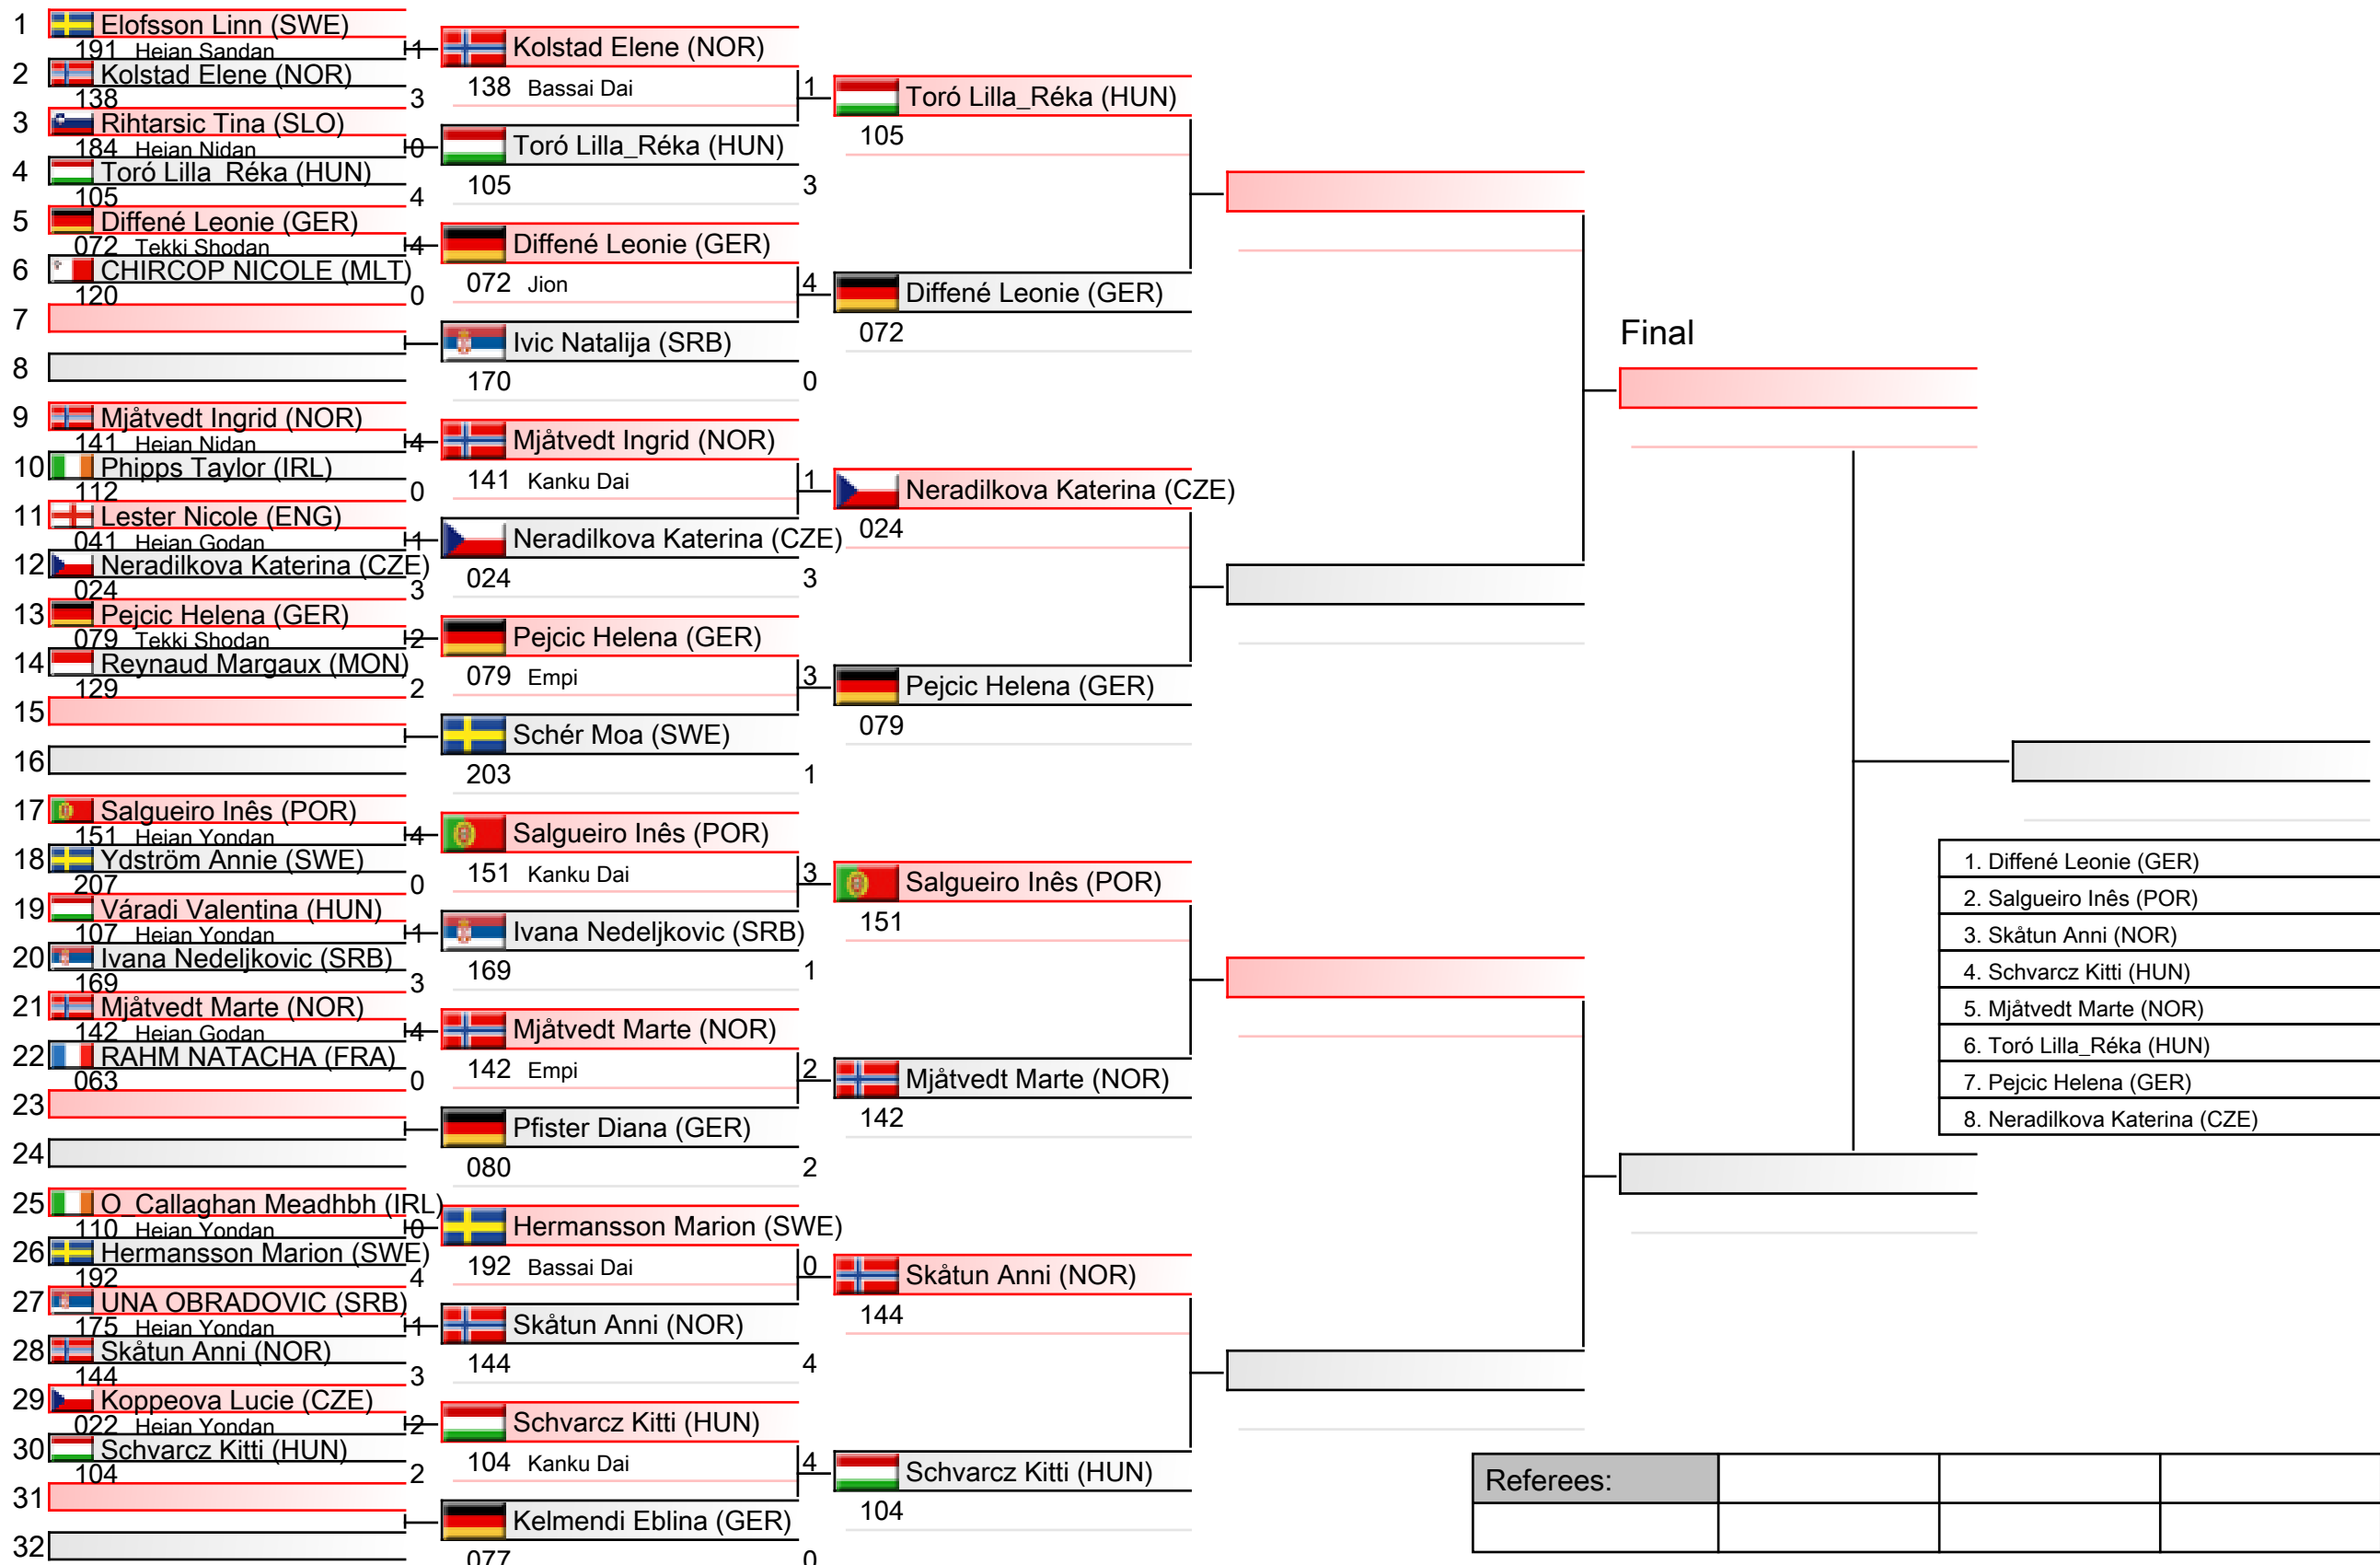 1 Elofsson Linn (SWE)
191 Heian Sandan 1
2 Kolstad Elene (NOR)
138 3
3 Rihtarsic Tina (SLO)
184 Heian Nidan 0
4 Toró Lilla_Réka (HUN)
105 4
5 Diffené Leonie (GER)
072 Tekki Shodan 4
6 CHIRCOP NICOLE (MLT)
120 0
7
8
9 Mjåtvedt Ingrid (NOR)
141 Heian Nidan 4
10 Phipps Taylor (IRL)
112 0
11 Lester Nicole (ENG)
041 Heian Godan 1
12 Neradilkova Katerina (CZE)
024 3
13 Pejcic Helena (GER)
079 Tekki Shodan 2
14 Reynaud Margaux (MON)
129 2
15
16
17 Salgueiro Inês (POR)
151 Heian Yondan 4
18 Ydström Annie (SWE)
207 0
19 Váradi Valentina (HUN)
107 Heian Yondan 1
20 Ivana Nedeljkovic (SRB)
169 3
21 Mjåtvedt Marte (NOR)
142 Heian Godan 4
22 RAHM NATACHA (FRA)
063 0
23
24
25 O_Callaghan Meadhbh (IRL)
110 Heian Yondan 0
26 Hermansson Marion (SWE)
192 4
27 UNA OBRADOVIC (SRB)
175 Heian Yondan 1
28 Skåtun Anni (NOR)
144 3
29 Koppeova Lucie (CZE)
022 Heian Yondan 2
30 Schvarcz Kitti (HUN)
104 2
31
32
Kolstad Elene (NOR)
138 Bassai Dai 1
Toró Lilla_Réka (HUN)
105 3
Diffené Leonie (GER)
072 Jion 4
Ivic Natalija (SRB)
170 0
Mjåtvedt Ingrid (NOR)
141 Kanku Dai 1
Neradilkova Katerina (CZE)
024 3
Pejcic Helena (GER)
079 Empi 3
Schér Moa (SWE)
203 1
Salgueiro Inês (POR)
151 Kanku Dai 3
Ivana Nedeljkovic (SRB)
169 1
Mjåtvedt Marte (NOR)
142 Empi 2
Pfister Diana (GER)
080 2
Hermansson Marion (SWE)
192 Bassai Dai 0
Skåtun Anni (NOR)
144 4
Schvarcz Kitti (HUN)
104 Kanku Dai 4
Kelmendi Eblina (GER)
077 0
Toró Lilla_Réka (HUN)
105
Diffené Leonie (GER)
072
Neradilkova Katerina (CZE)
024
Pejcic Helena (GER)
079
Salgueiro Inês (POR)
151
Mjåtvedt Marte (NOR)
142
Skåtun Anni (NOR)
144
Schvarcz Kitti (HUN)
104
Final
1. Diffené Leonie (GER)
2. Salgueiro Inês (POR)
3. Skåtun Anni (NOR)
4. Schvarcz Kitti (HUN)
5. Mjåtvedt Marte (NOR)
6. Toró Lilla_Réka (HUN)
7. Pejcic Helena (GER)
8. Neradilkova Katerina (CZE)
Referees: